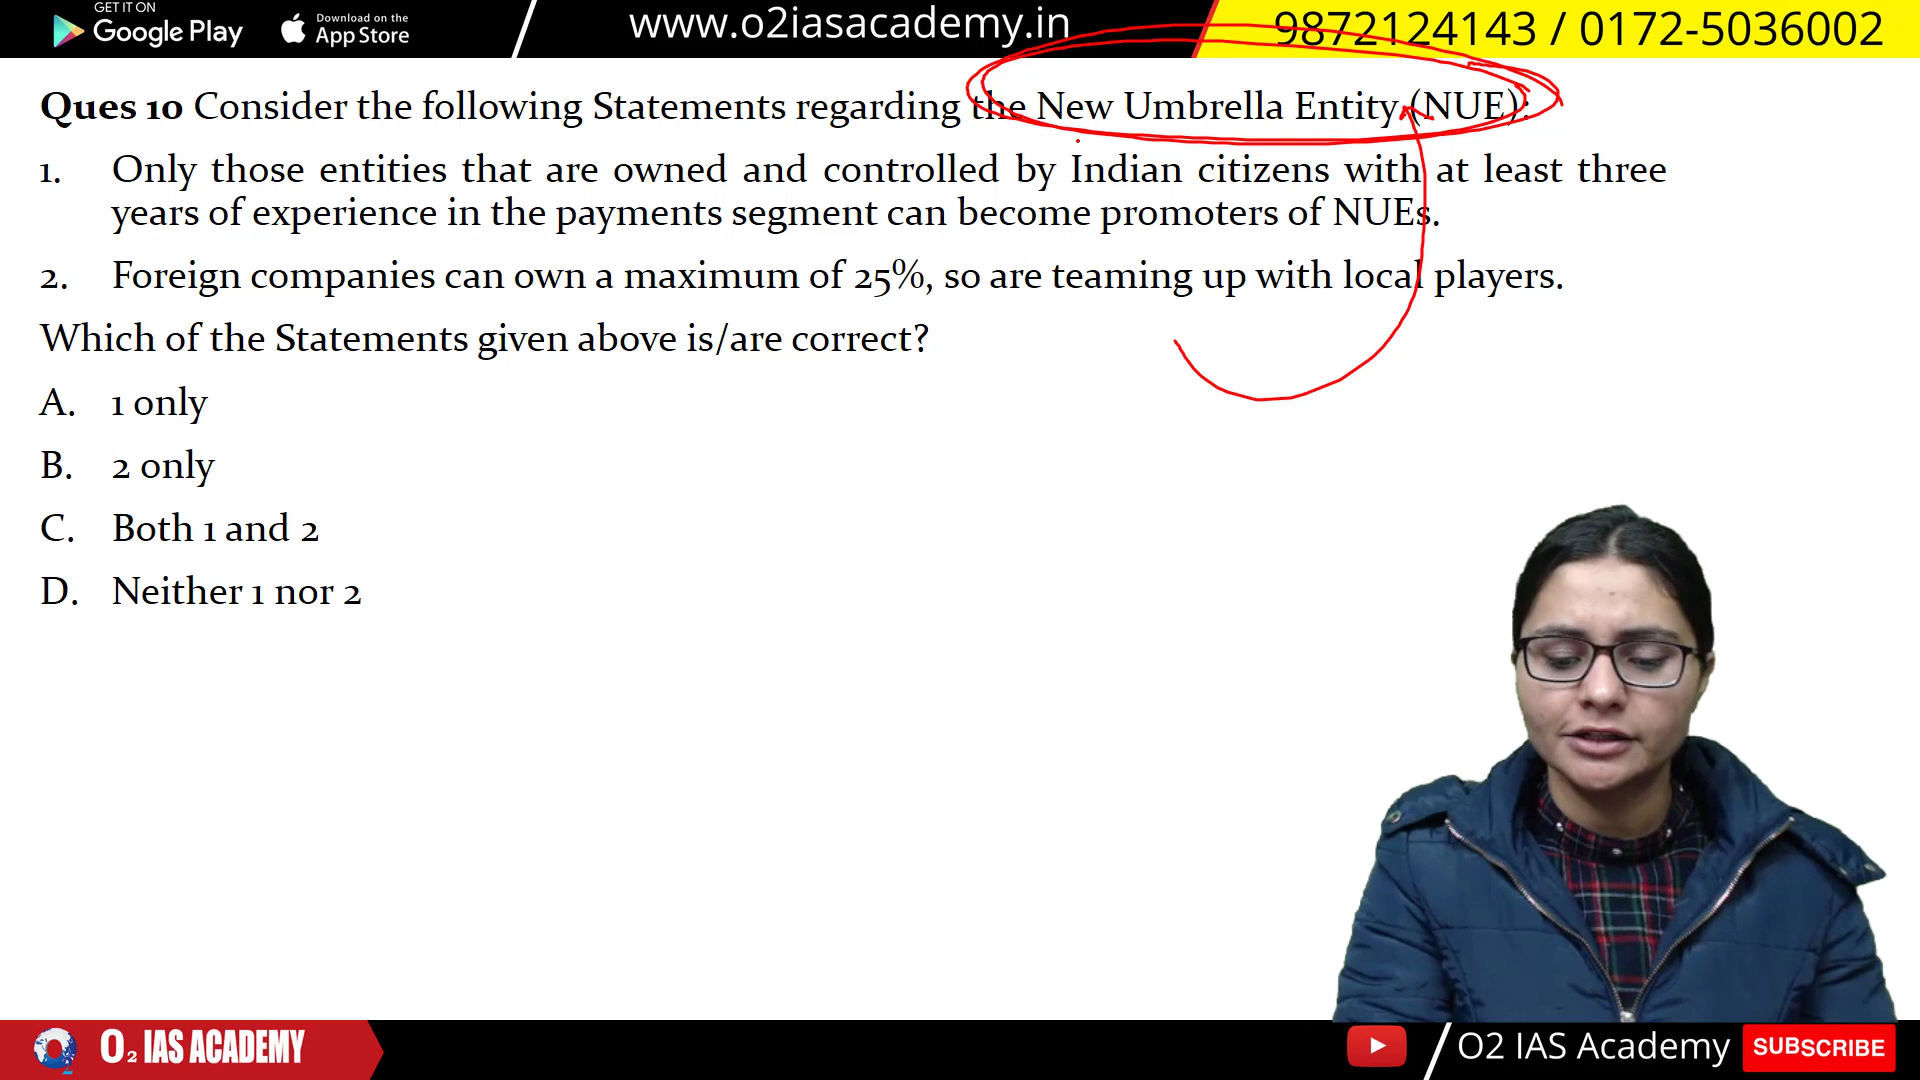 GET IT ON
Google Play
Download on the
App Store
www.o2iasacademy.in
9872124143 / 0172-5036002
Ques 10 Consider the following Statements regarding the New Umbrella Entity (NUE):
1. Only those entities that are owned and controlled by Indian citizens with at least three
years of experience in the payments segment can become promoters of NUEs.
2. Foreign companies can own a maximum of 25%, so are teaming up with local players.
Which of the Statements given above is/are correct?
A. 1 only
B. 2 only
C. Both 1 and 2
D. Neither 1 nor 2
O2 IAS ACADEMY
O2 IAS Academy
SUBSCRIBE